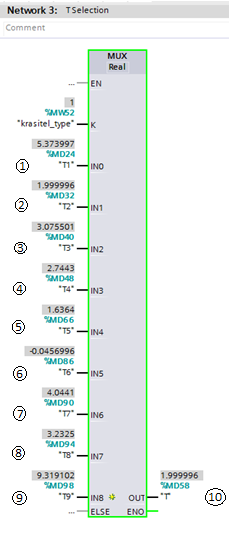 Network 3: T Selection
Comment
MUX
Real
... EN
1
%MW52
"krasitel_type" K
5.373997
%MD24
① "T1" IN0
1.999996
%MD32
② "T2" IN1
3.075501
%MD40
③ "T3" IN2
2.7443
%MD48
④ "T4" IN3
1.6364
%MD66
⑤ "T5" IN4
-0.0456996
%MD86
⑥ "T6" IN5
4.0441
%MD90
⑦ "T7" IN6
3.2325
%MD94
⑧ "T8" IN7
9.319102 1.999996
%MD98 %MD58
⑨ "T9" IN8 OUT "T" ⑩
... ELSE ENO